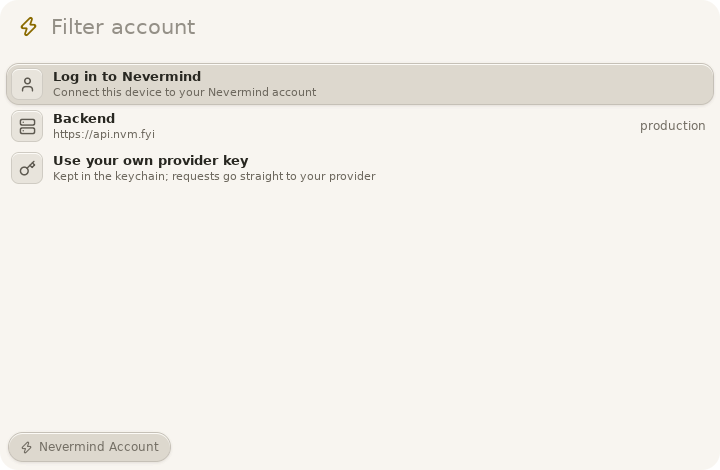 Filter account
Log in to Nevermind
Connect this device to your Nevermind account
Backend
https://api.nvm.fyi
production
Use your own provider key
Kept in the keychain; requests go straight to your provider
Nevermind Account